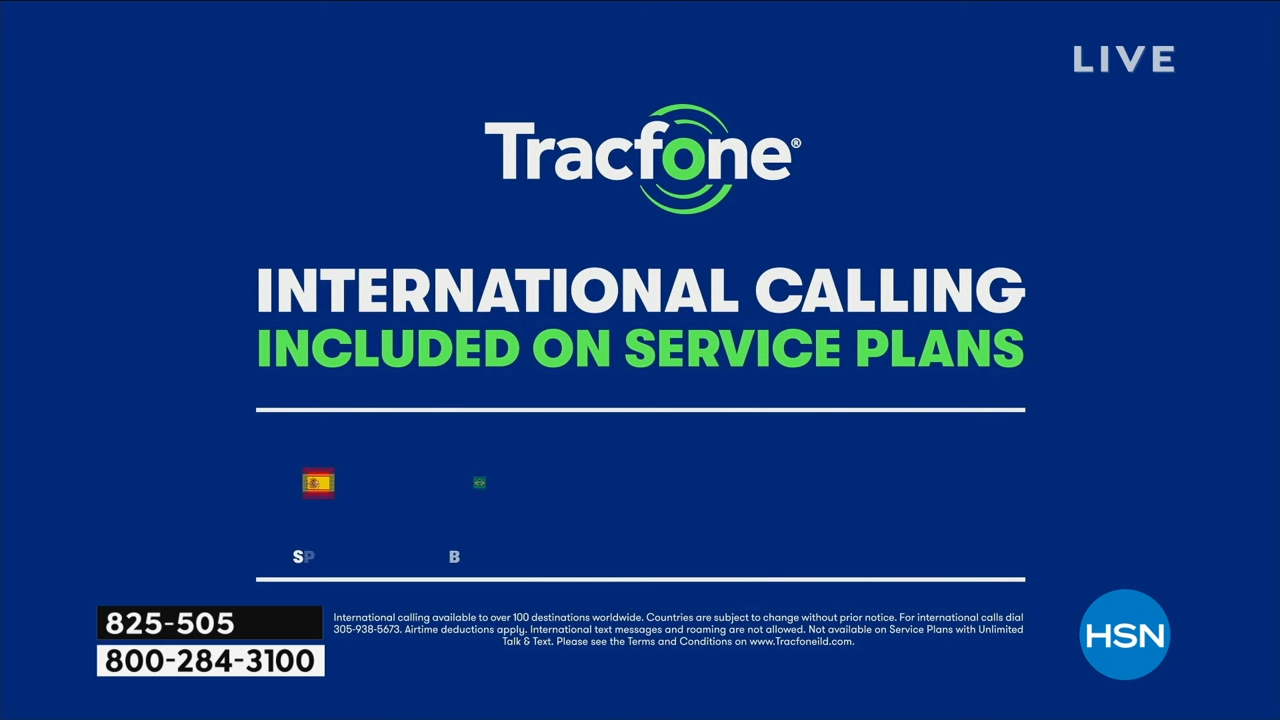 LIVE
Tracfone®
INTERNATIONAL CALLING
INCLUDED ON SERVICE PLANS
SP
B
825-505
800-284-3100
International calling available to over 100 destinations worldwide. Countries are subject to change without prior notice. For international calls dial
305-938-5673. Airtime deductions apply. International text messages and roaming are not allowed. Not available on Service Plans with Unlimited
Talk & Text. Please see the Terms and Conditions on www.Tracfoneild.com.
HSN